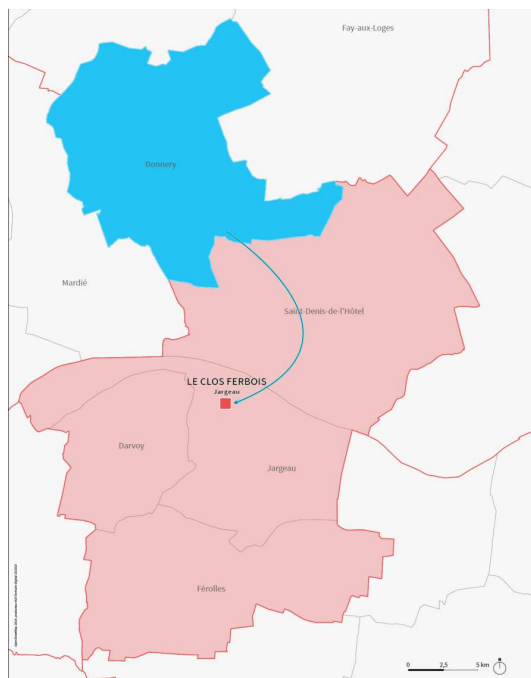 Fay-aux-Loges
Donnery
Mardié
Saint-Denis-de-l'Hôtel
LE CLOS FERBOIS
Jargeau
Darvoy
Jargeau
Férolles
0 2,5 5 km